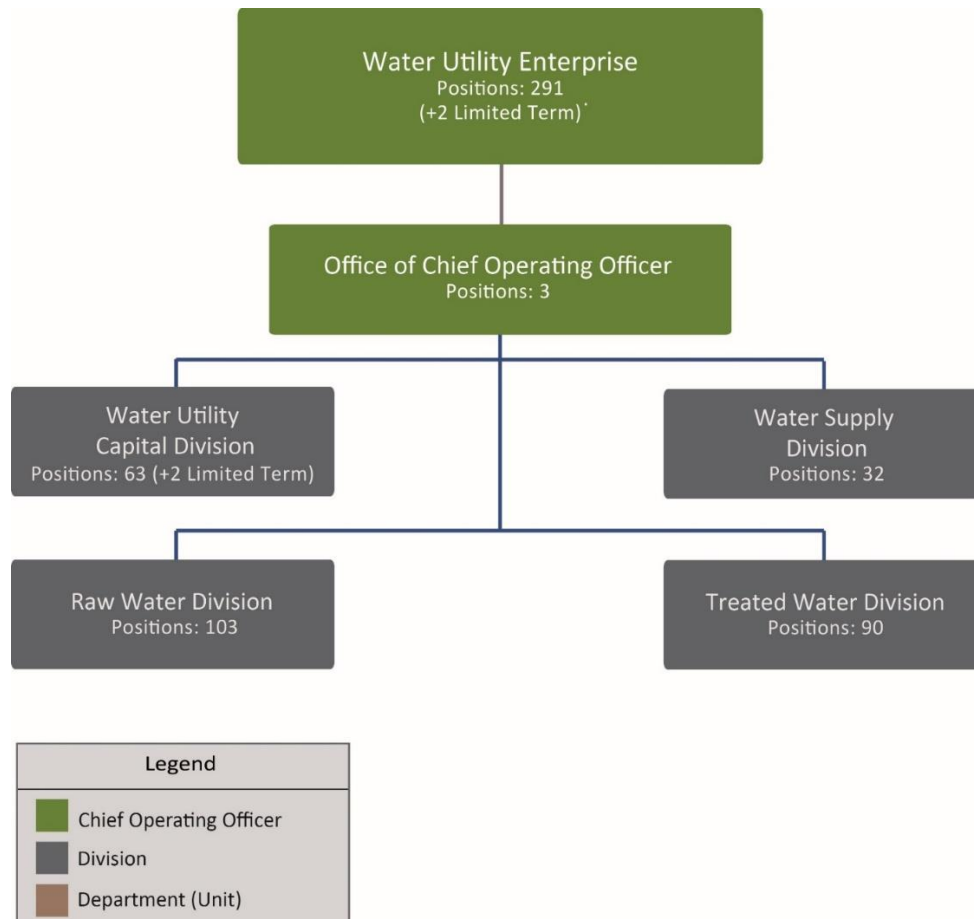 Water Utility Enterprise
Positions: 291
(+2 Limited Term)
Office of Chief Operating Officer
Positions: 3
Water Utility
Capital Division
Positions: 63 (+2 Limited Term)
Water Supply
Division
Positions: 32
Raw Water Division
Positions: 103
Treated Water Division
Positions: 90
Legend
Chief Operating Officer
Division
Department (Unit)